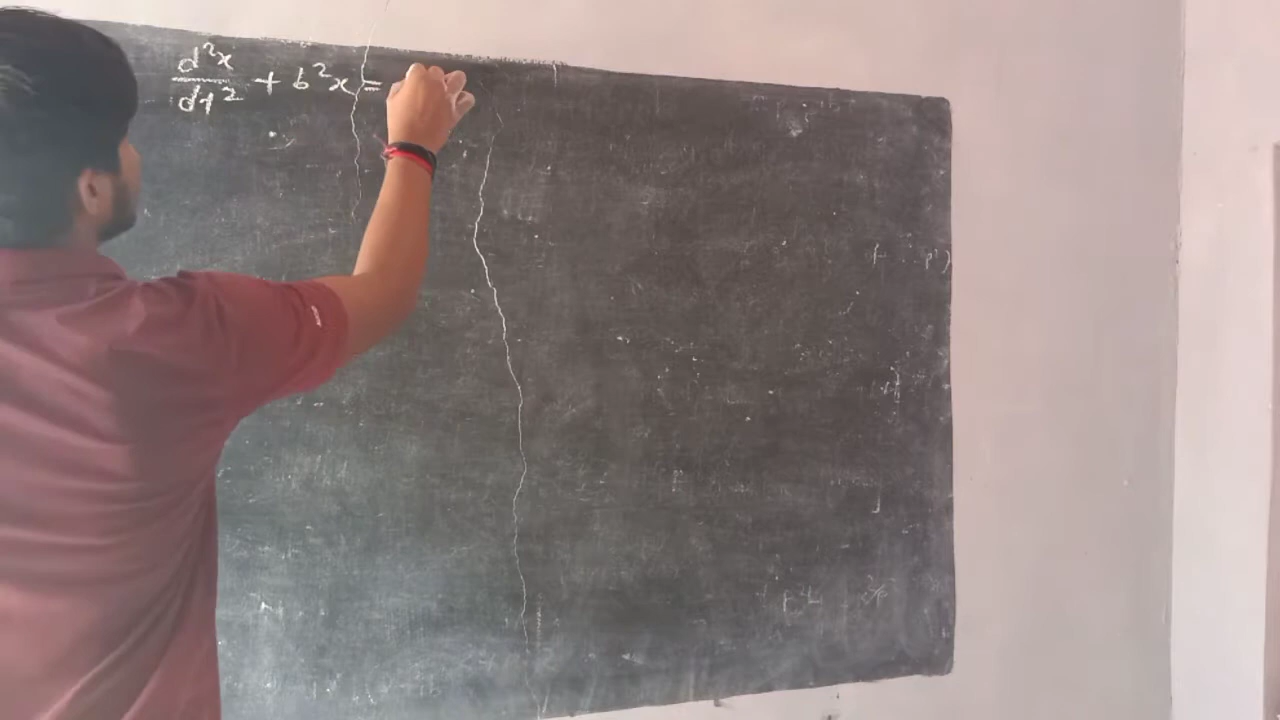 d²x/dt² + b²x =